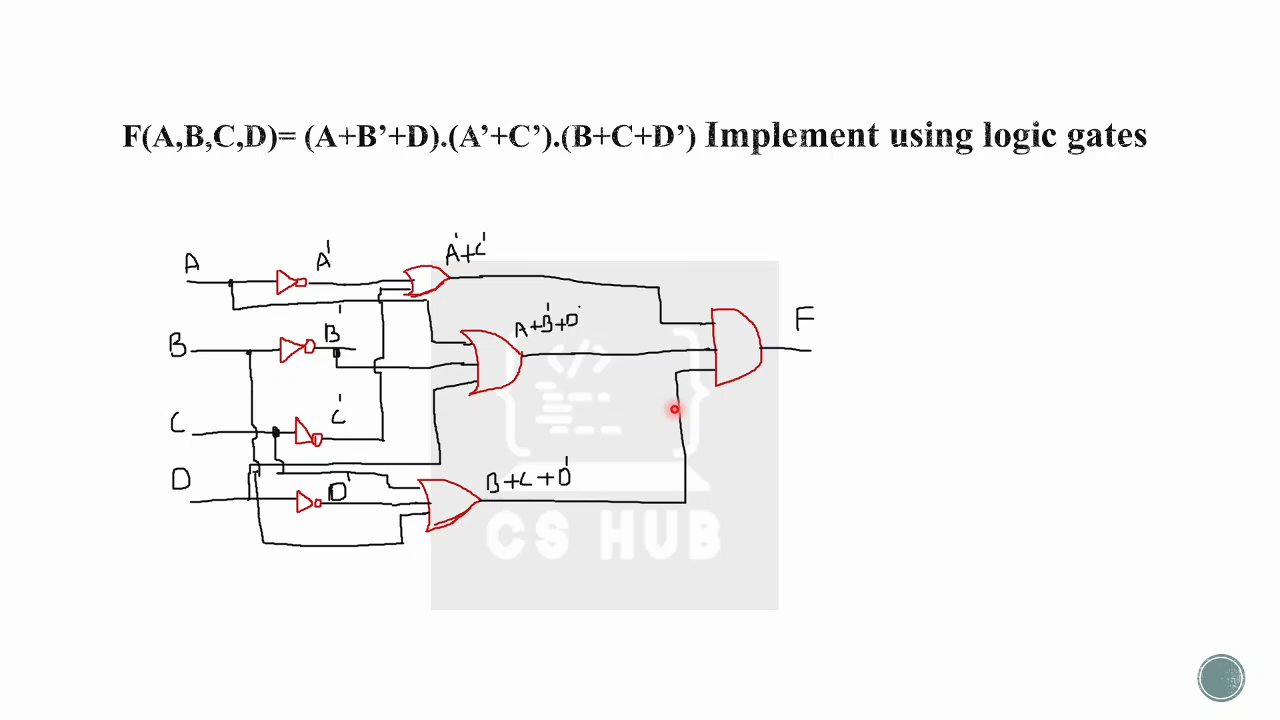 F(A,B,C,D)= (A+B’+D).(A’+C’).(B+C+D’) Implement using logic gates
A
A'
A'+C'
B
B'
A+B'+D
F
C
C'
D
D'
B+C+D'
</>
CS HUB